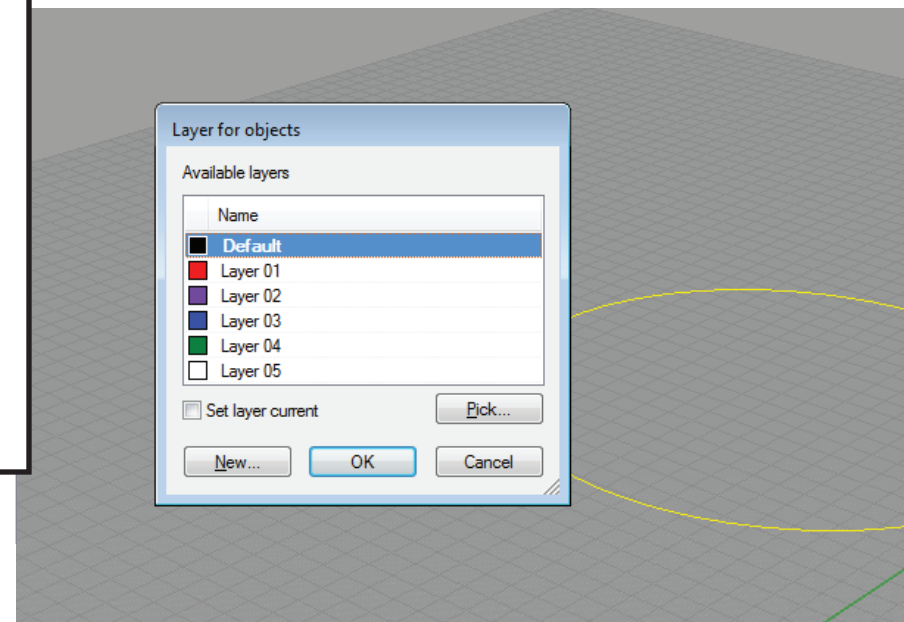 Layer for objects
Available layers
Name
Default
Layer 01
Layer 02
Layer 03
Layer 04
Layer 05
Set layer current
Pick...
New...
OK
Cancel